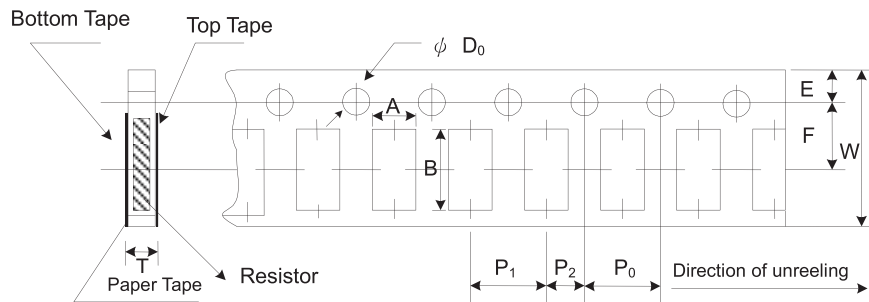 Bottom Tape
Top Tape
ψ D₀
A
E
F
W
B
T
Paper Tape
Resistor
P₁
P₂
P₀
Direction of unreeling